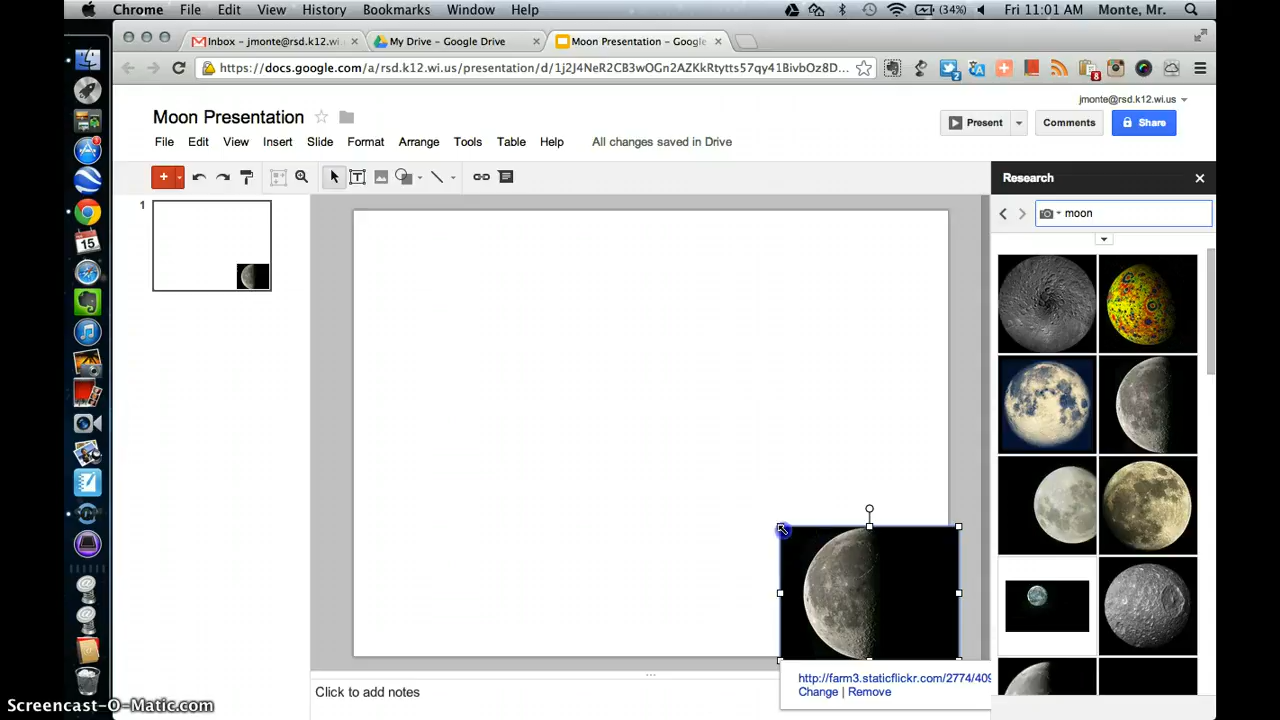 Chrome File Edit View History Bookmarks Window Help (34%) Fri 11:01 AM Monte, Mr.
Inbox - jmonte@rsd.k12.wi My Drive - Google Drive Moon Presentation - Google
https://docs.google.com/a/rsd.k12.wi.us/presentation/d/1j2J4NeR2CB3wOGn2AZKkRtytts57qy41BivbOz8D...
2
8
jmonte@rsd.k12.wi.us
Moon Presentation
Present Comments Share
File Edit View Insert Slide Format Arrange Tools Table Help All changes saved in Drive
Research
moon
1
15
http://farm3.staticflickr.com/2774/409
Change | Remove
Click to add notes
Screencast-O-Matic.com